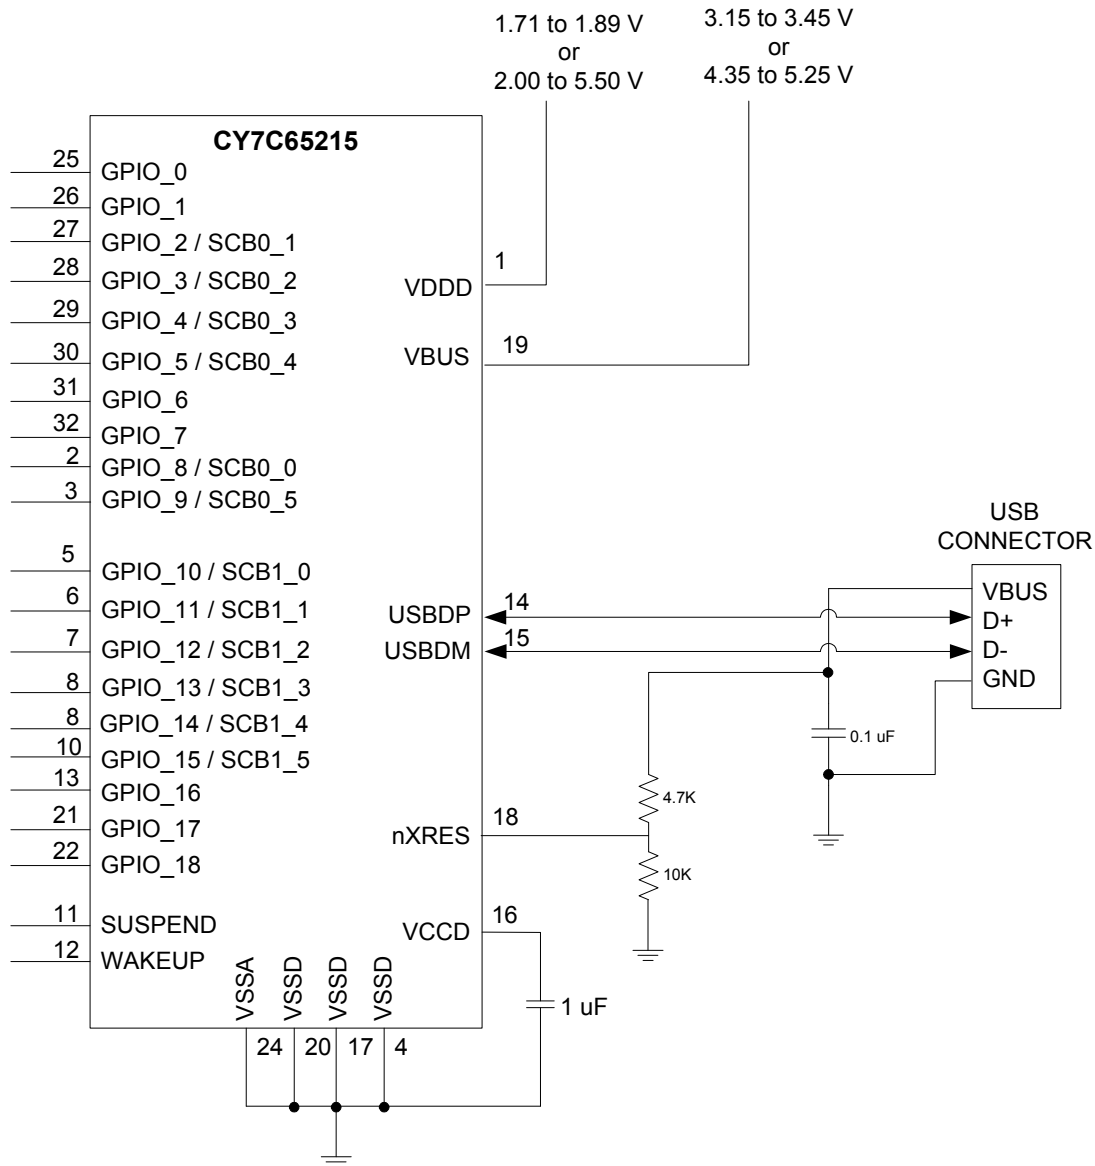 1.71 to 1.89 V
or
2.00 to 5.50 V
3.15 to 3.45 V
or
4.35 to 5.25 V
CY7C65215
25 GPIO_0
26 GPIO_1
27 GPIO_2 / SCB0_1
28 GPIO_3 / SCB0_2
29 GPIO_4 / SCB0_3
30 GPIO_5 / SCB0_4
31 GPIO_6
32 GPIO_7
2 GPIO_8 / SCB0_0
3 GPIO_9 / SCB0_5
5 GPIO_10 / SCB1_0
6 GPIO_11 / SCB1_1
7 GPIO_12 / SCB1_2
8 GPIO_13 / SCB1_3
8 GPIO_14 / SCB1_4
10 GPIO_15 / SCB1_5
13 GPIO_16
21 GPIO_17
22 GPIO_18
11 SUSPEND
12 WAKEUP
VDDD 1
VBUS 19
USBDP 14
USBDM 15
nXRES 18
VCCD 16
VSSA
VSSD
VSSD
VSSD
24
20
17
4
1 uF
4.7K
10K
0.1 uF
USB
CONNECTOR
VBUS
D+
D-
GND